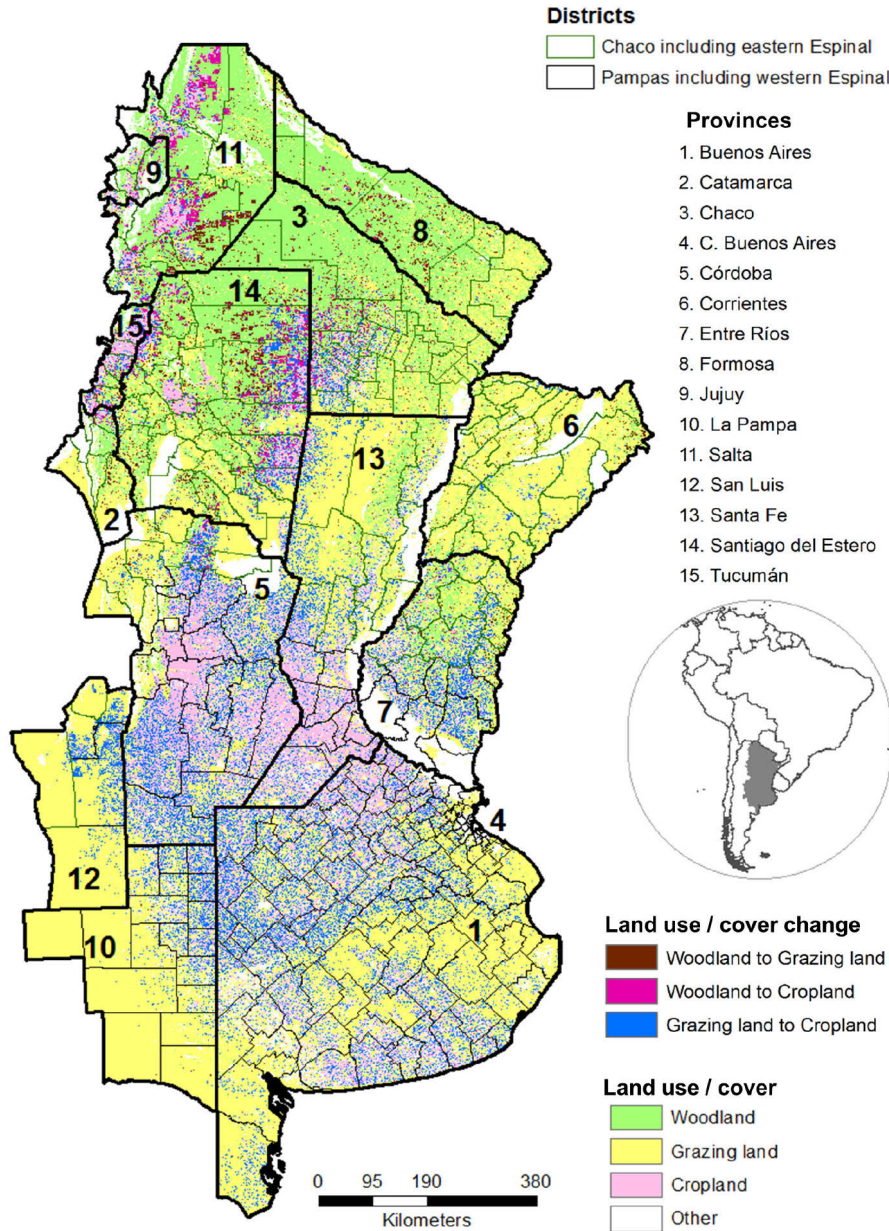 Districts
Chaco including eastern Espinal
Pampas including western Espinal
Provinces
1. Buenos Aires
2. Catamarca
3. Chaco
4. C. Buenos Aires
5. Córdoba
6. Corrientes
7. Entre Ríos
8. Formosa
9. Jujuy
10. La Pampa
11. Salta
12. San Luis
13. Santa Fe
14. Santiago del Estero
15. Tucumán
11
9
3
8
14
15
6
13
2
5
7
4
12
1
10
Land use / cover change
Woodland to Grazing land
Woodland to Cropland
Grazing land to Cropland
Land use / cover
Woodland
Grazing land
Cropland
Other
0 95 190 380
Kilometers